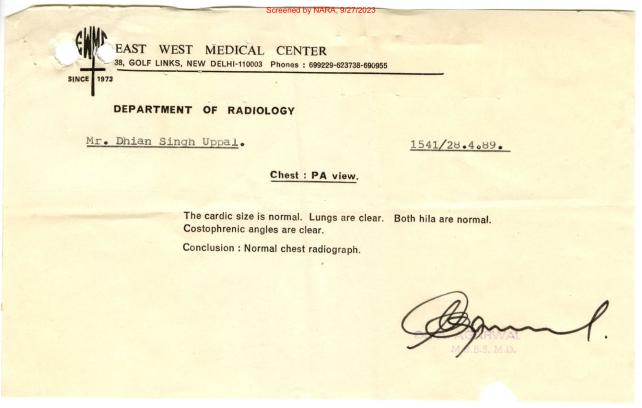 Screened by NARA, 9/27/2023
EWMC
EAST WEST MEDICAL CENTER
38, GOLF LINKS, NEW DELHI-110003 Phones : 699229-623738-690955
SINCE 1973
DEPARTMENT OF RADIOLOGY
Mr. Dhian Singh Uppal. 1541/28.4.89.
Chest : PA view.
The cardic size is normal. Lungs are clear. Both hila are normal.
Costophrenic angles are clear.
Conclusion : Normal chest radiograph.
M.B.B.S. M.D.